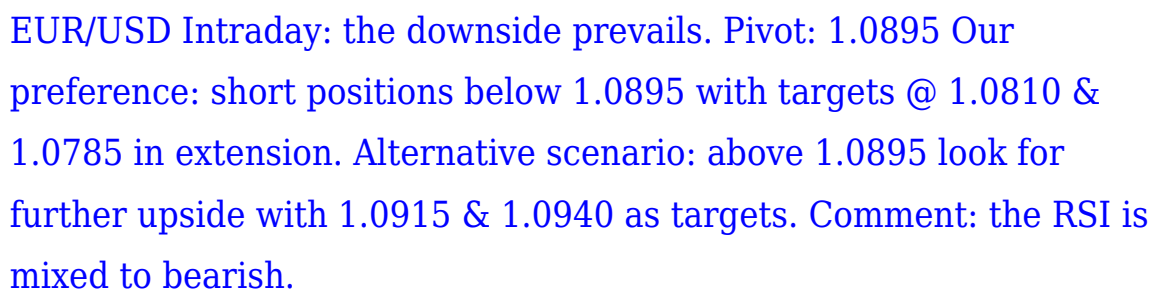 EUR/USD Intraday: the downside prevails. Pivot: 1.0895 Our
preference: short positions below 1.0895 with targets @ 1.0810 &
1.0785 in extension. Alternative scenario: above 1.0895 look for
further upside with 1.0915 & 1.0940 as targets. Comment: the RSI is
mixed to bearish.